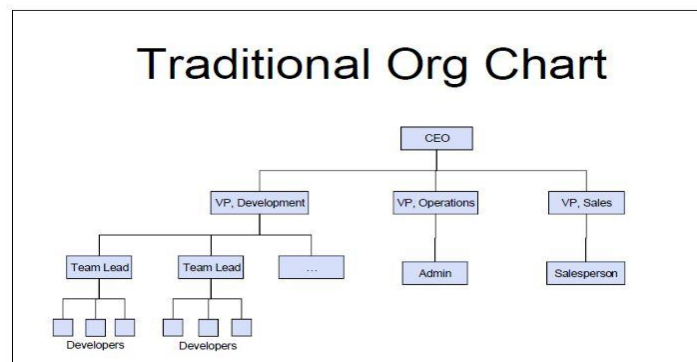 Traditional Org Chart
CEO
VP, Development
VP, Operations
VP, Sales
Team Lead
Team Lead
...
Admin
Salesperson
Developers
Developers